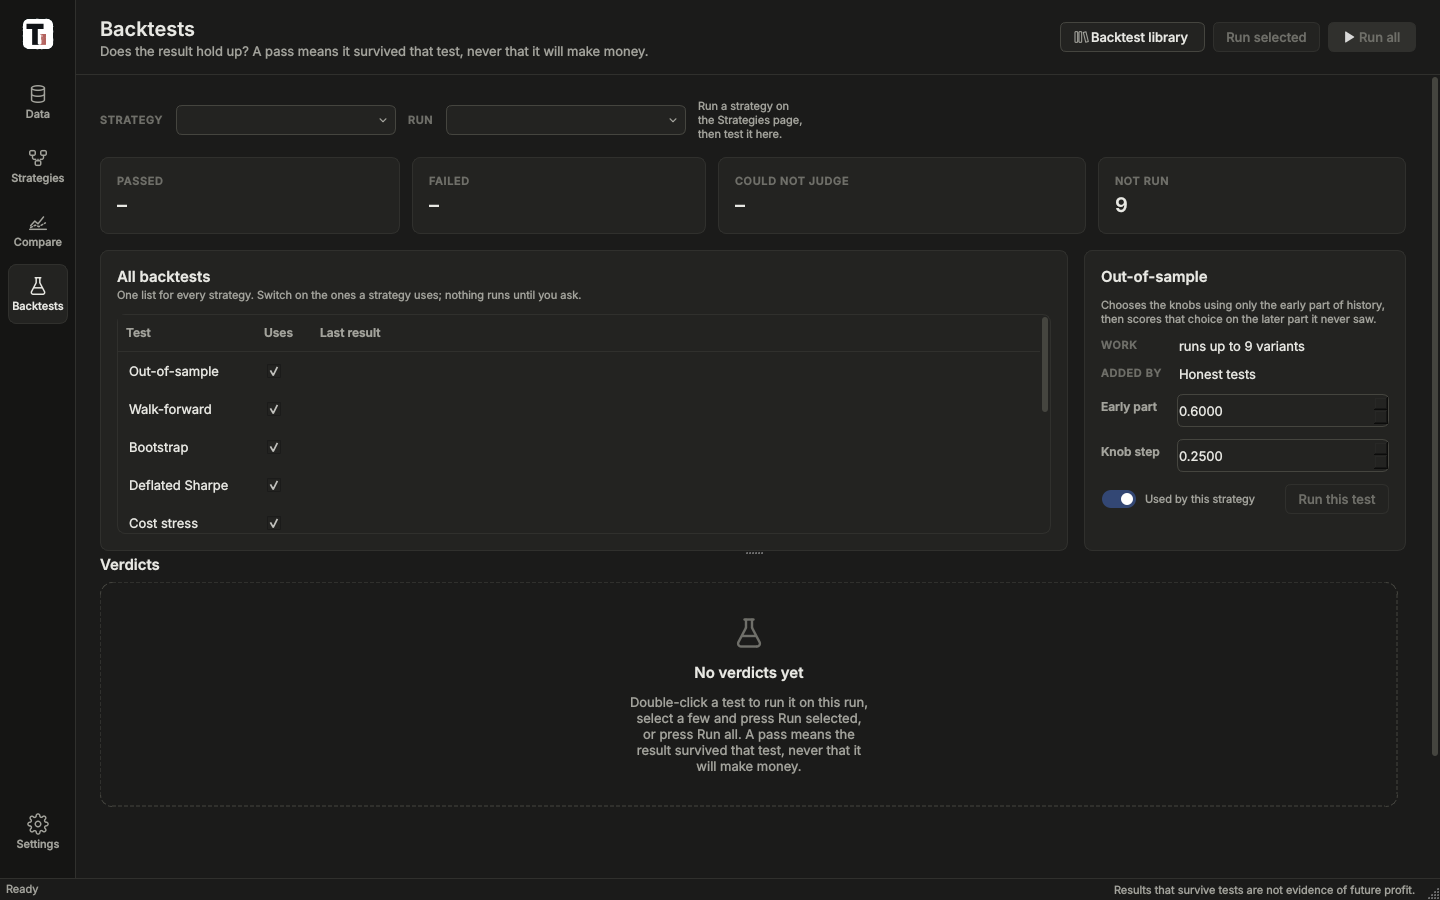 Backtests
Does the result hold up? A pass means it survived that test, never that it will make money.
Backtest library
Run selected
Run all
Data
Strategies
Compare
Backtests
Settings
STRATEGY
RUN
Run a strategy on
the Strategies page,
then test it here.
PASSED
–
FAILED
–
COULD NOT JUDGE
–
NOT RUN
9
All backtests
One list for every strategy. Switch on the ones a strategy uses; nothing runs until you ask.
Test Uses Last result
Out-of-sample
Walk-forward
Bootstrap
Deflated Sharpe
Cost stress
Out-of-sample
Chooses the knobs using only the early part of history,
then scores that choice on the later part it never saw.
WORK runs up to 9 variants
ADDED BY Honest tests
Early part 0.6000
Knob step 0.2500
Used by this strategy
Run this test
Verdicts
No verdicts yet
Double-click a test to run it on this run,
select a few and press Run selected,
or press Run all. A pass means the
result survived that test, never that it
will make money.
Ready
Results that survive tests are not evidence of future profit.